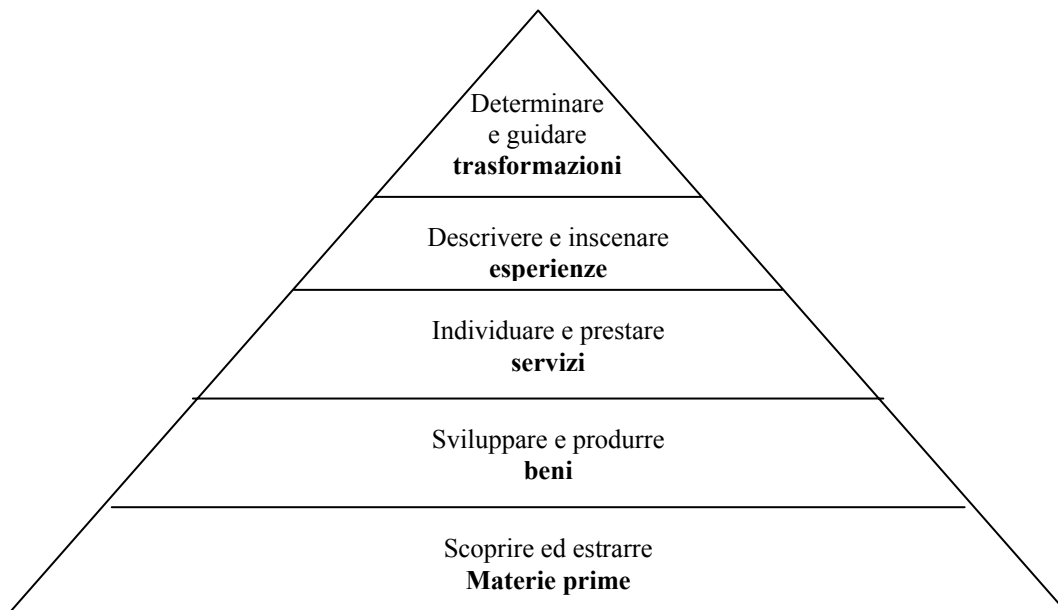 Determinare
e guidare
trasformazioni
Descrivere e inscenare
esperienze
Individuare e prestare
servizi
Sviluppare e produrre
beni
Scoprire ed estrarre
Materie prime